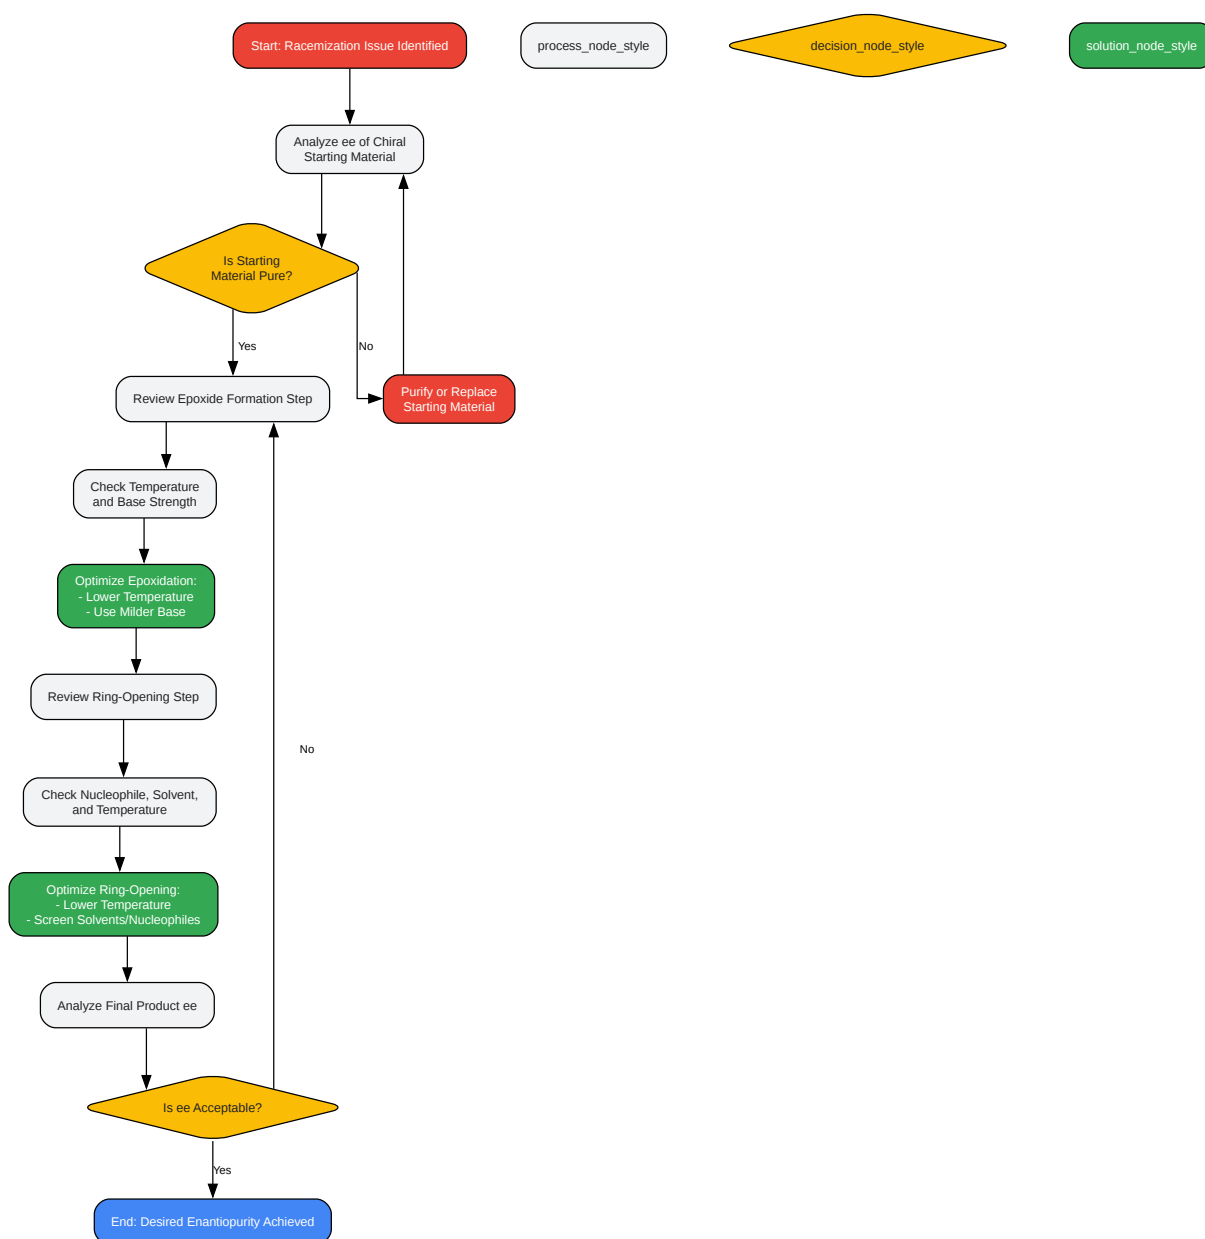 Start: Racemization Issue Identified
process_node_style
decision_node_style
solution_node_style
Analyze ee of Chiral
Starting Material
Is Starting
Material Pure?
Yes
No
Review Epoxide Formation Step
Purify or Replace
Starting Material
Check Temperature
and Base Strength
Optimize Epoxidation:
- Lower Temperature
- Use Milder Base
Review Ring-Opening Step
No
Check Nucleophile, Solvent,
and Temperature
Optimize Ring-Opening:
- Lower Temperature
- Screen Solvents/Nucleophiles
Analyze Final Product ee
Is ee Acceptable?
Yes
End: Desired Enantiopurity Achieved